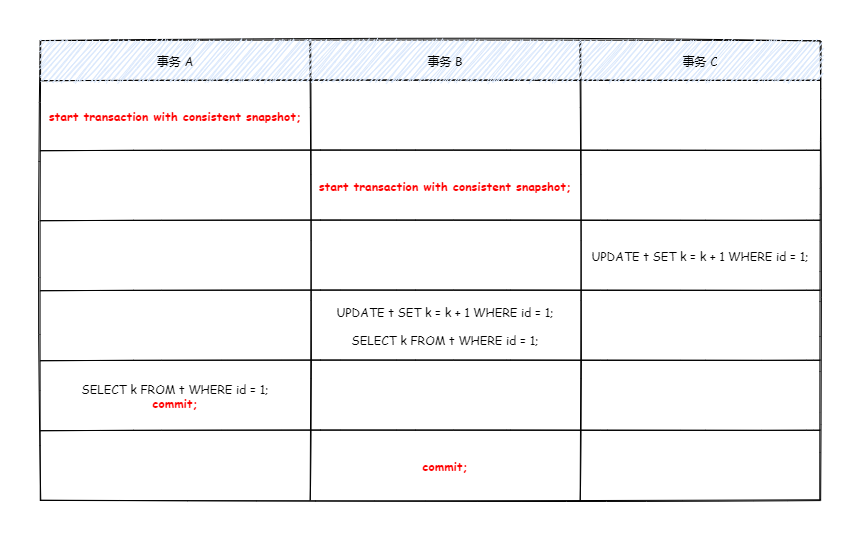 事务 A
事务 B
事务 C
start transaction with consistent snapshot;
start transaction with consistent snapshot;
UPDATE t SET k = k + 1 WHERE id = 1;
UPDATE t SET k = k + 1 WHERE id = 1;
SELECT k FROM t WHERE id = 1;
SELECT k FROM t WHERE id = 1;
commit;
commit;